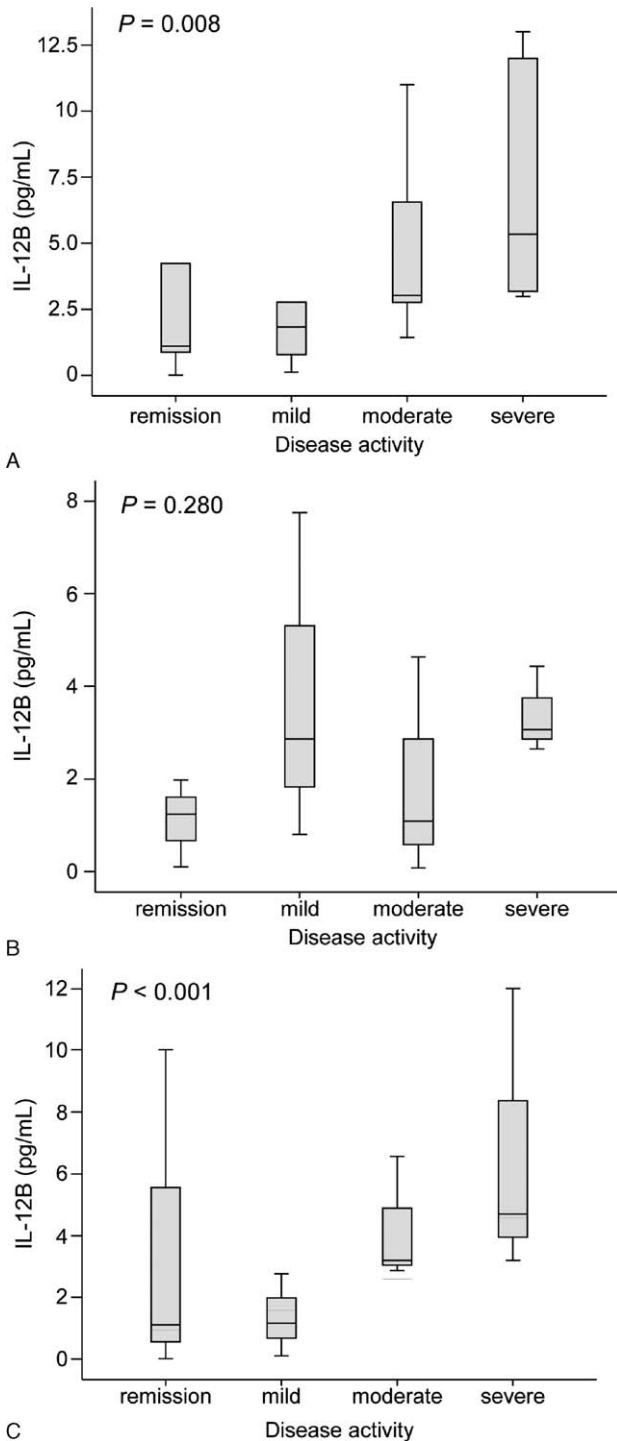 P = 0.008
IL-12B (pg/mL)
12.5
10
7.5
5.0
2.5
0
remission mild moderate severe
Disease activity
A
P = 0.280
IL-12B (pg/mL)
8
6
4
2
0
remission mild moderate severe
Disease activity
B
P < 0.001
IL-12B (pg/mL)
12
10
8
6
4
2
0
remission mild moderate severe
Disease activity
C